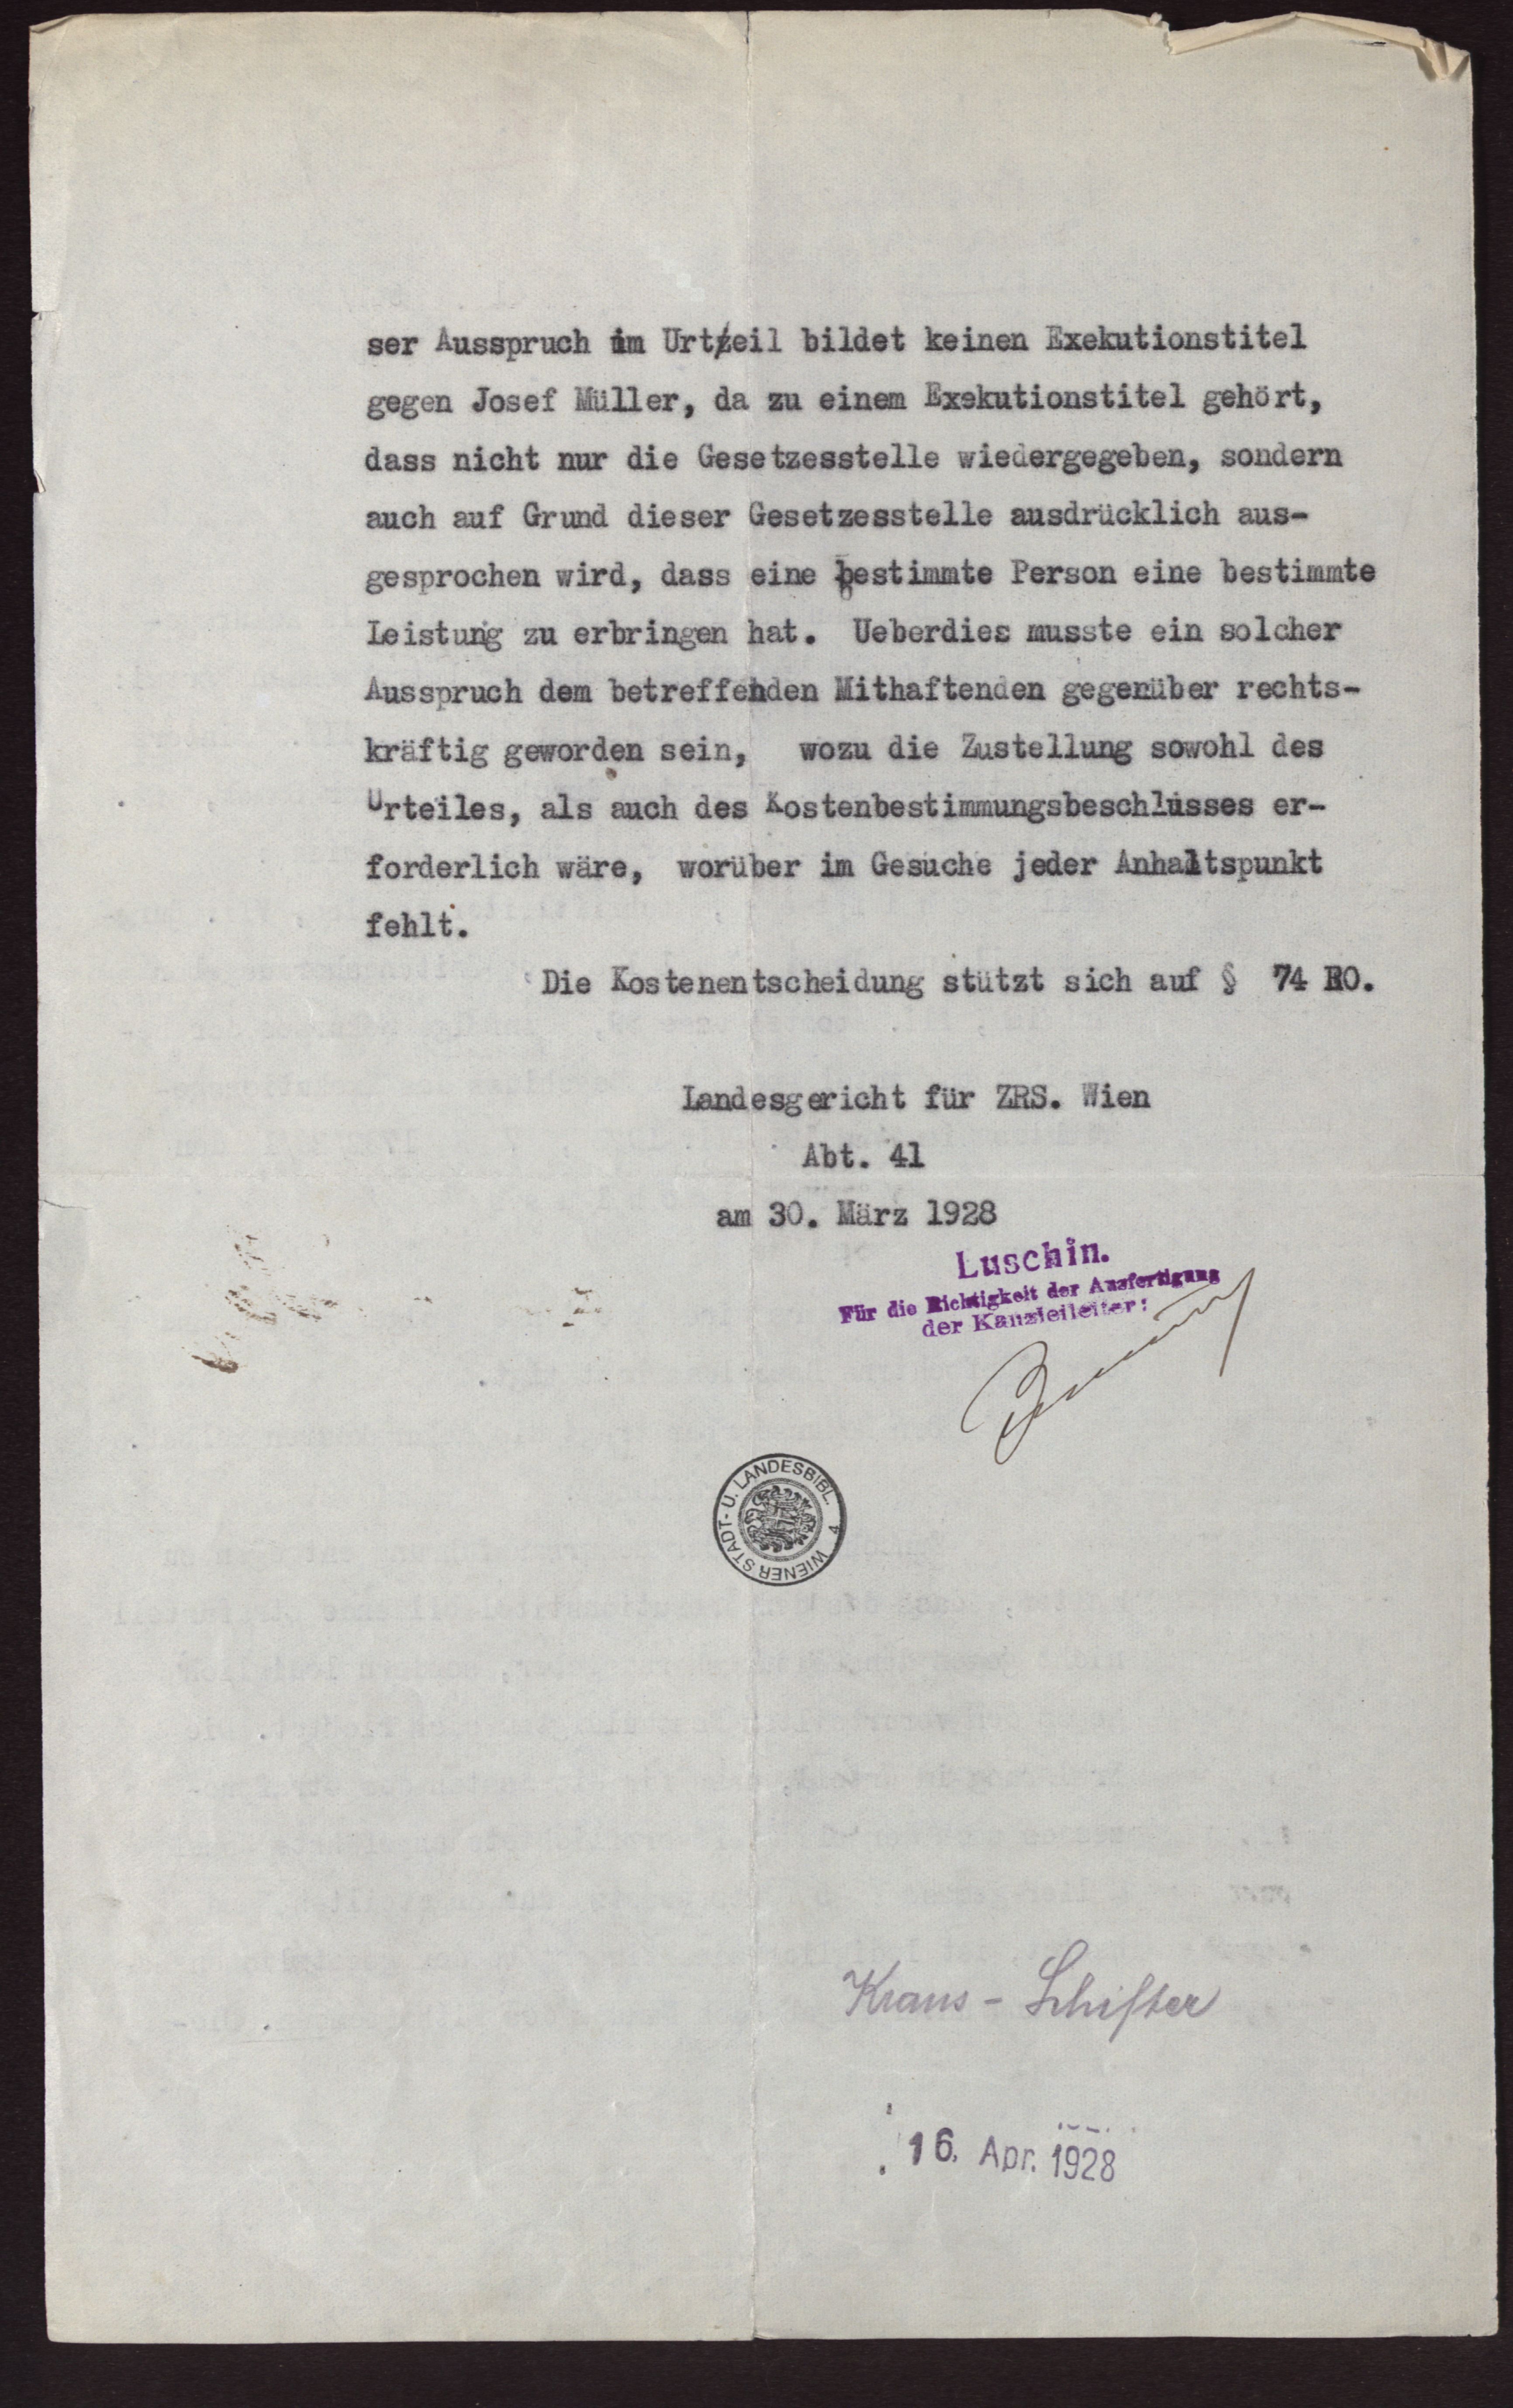 ser Ausspruch im Urteil bildet keinen Exekutionstitel
gegen Josef Müller, da zu einem Exekutionstitel gehört,
dass nicht nur die Gesetzesstelle wiedergegeben, sondern
auch auf Grund dieser Gesetzesstelle ausdrücklich aus-
gesprochen wird, dass eine bestimmte Person eine bestimmte
Leistung zu erbringen hat. Ueberdies musste ein solcher
Ausspruch dem betreffenden Mithaftenden gegenüber rechts-
kräftig geworden sein, wozu die Zustellung sowohl des
Urteiles, als auch des Kostenbestimmungsbeschlusses er-
forderlich wäre, worüber im Gesuche jeder Anhaltspunkt
fehlt.
Die Kostenentscheidung stützt sich auf § 74 EO.
Landesgericht für ZRS. Wien
Abt. 41
am 30. März 1928
Luschin.
Für die Richtigkeit der Ausfertigung
der Kanzleileiter:
WIENER STADT- U. LANDESBIBL. 4
Kraus - Schifter
16. Apr. 1928